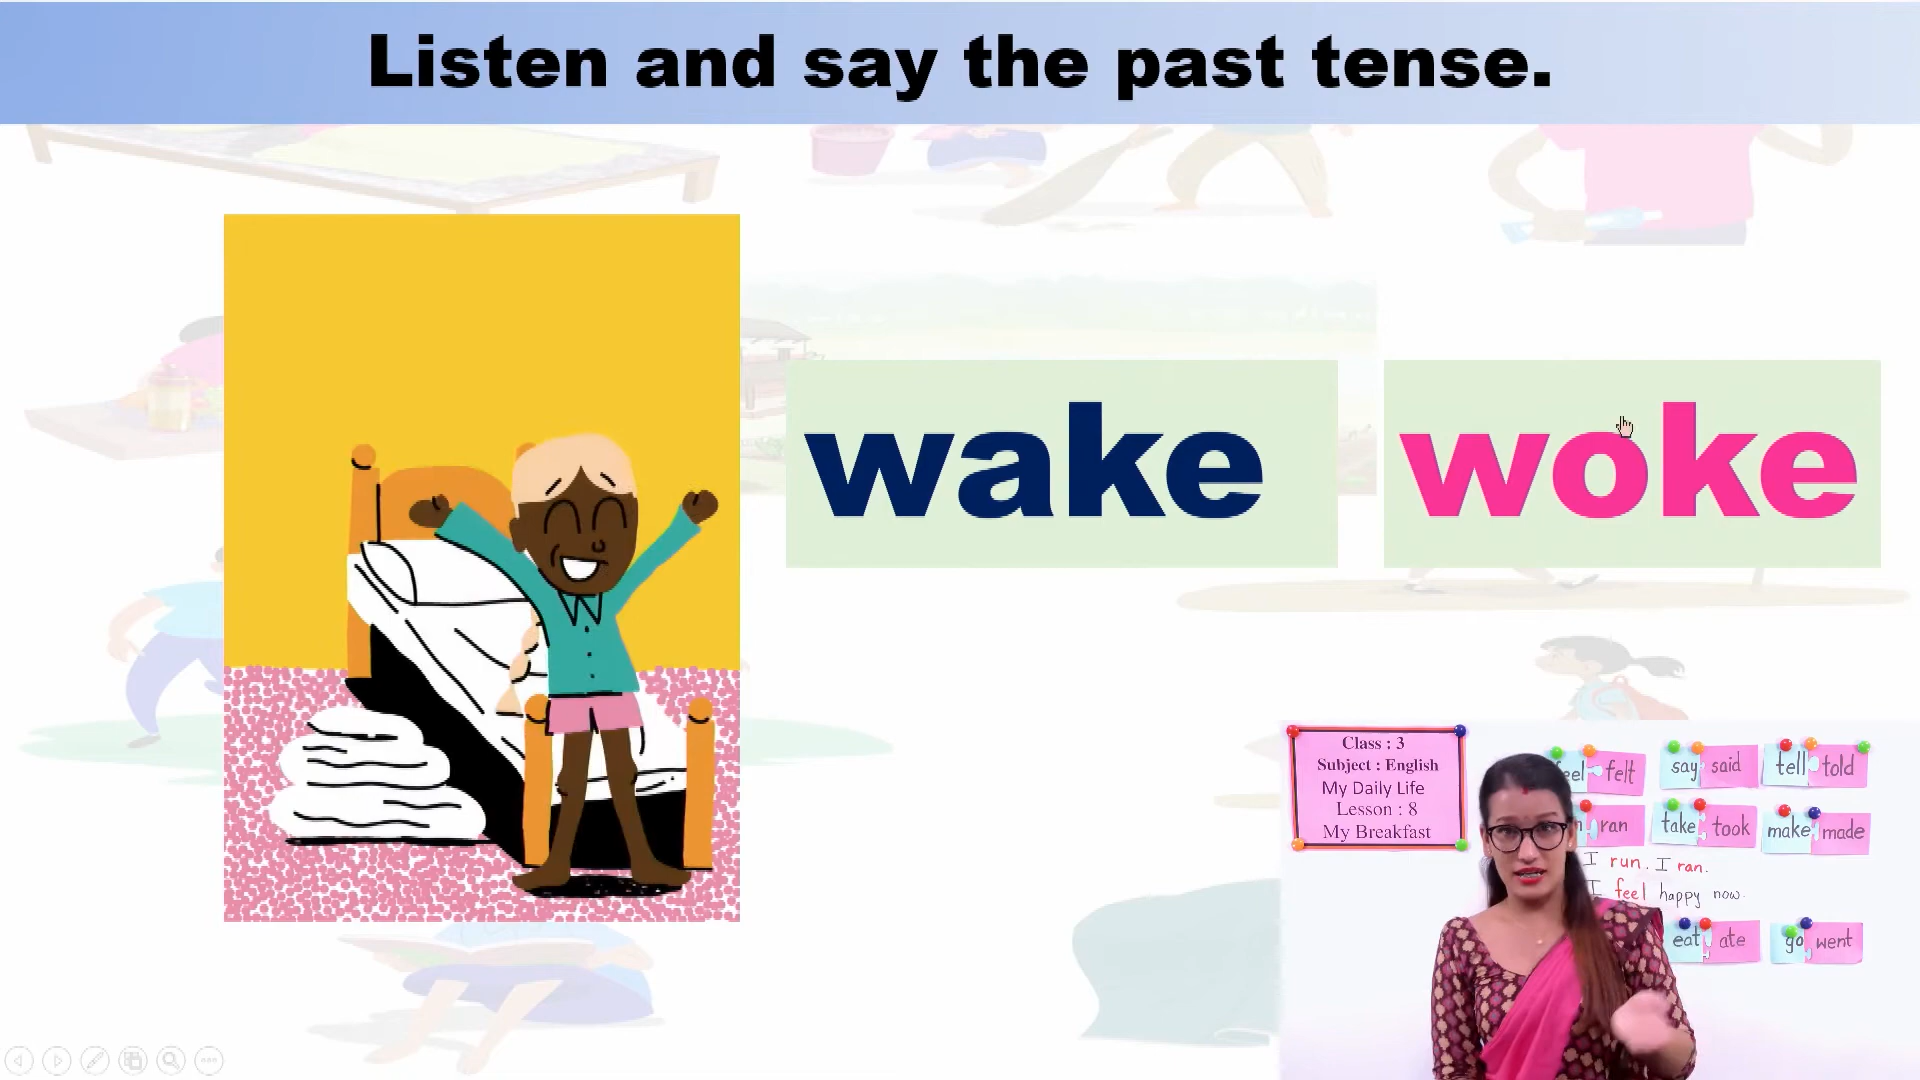 Listen and say the past tense.
wake woke
Class : 3
Subject : English
My Daily Life
Lesson : 8
My Breakfast
felt say said tell told
ran take took make made
I run. I ran.
I feel happy now.
eat ate go went